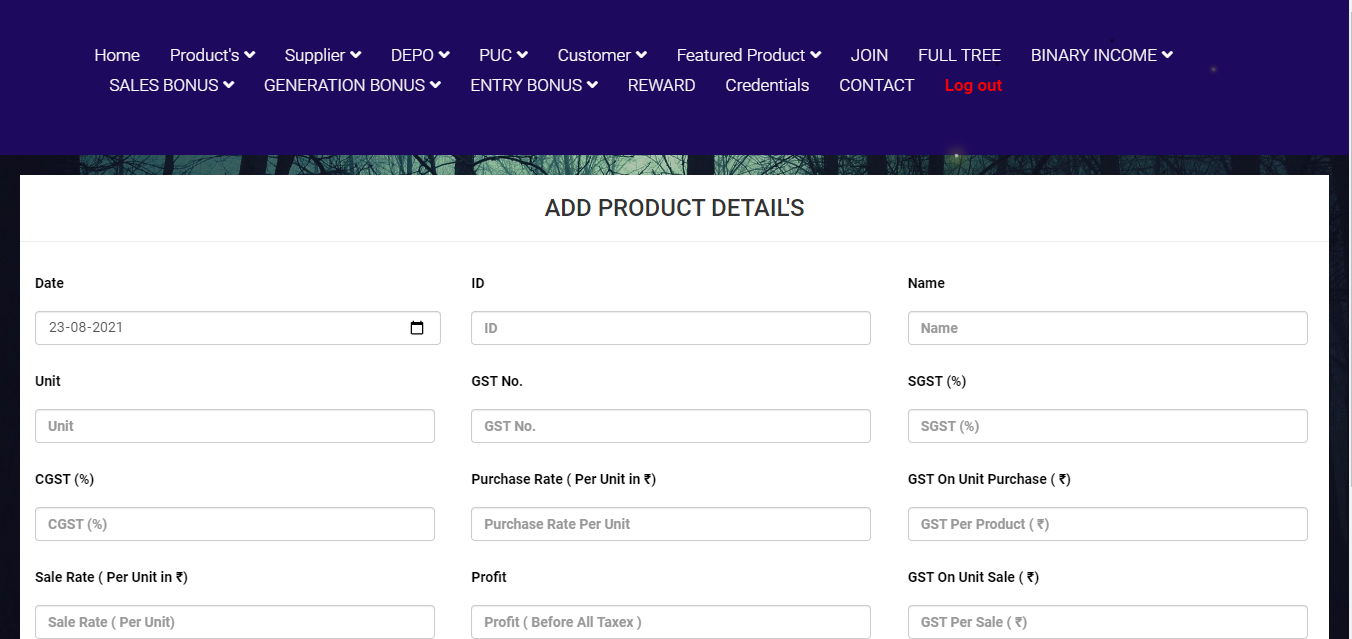 Home Product's Supplier DEPO PUC Customer Featured Product JOIN FULL TREE BINARY INCOME
SALES BONUS GENERATION BONUS ENTRY BONUS REWARD Credentials CONTACT Log out
ADD PRODUCT DETAIL'S
Date ID Name
23-08-2021 ID Name
Unit GST No. SGST (%)
Unit GST No. SGST (%)
CGST (%) Purchase Rate ( Per Unit in ₹) GST On Unit Purchase ( ₹)
CGST (%) Purchase Rate Per Unit GST Per Product ( ₹)
Sale Rate ( Per Unit in ₹) Profit GST On Unit Sale ( ₹)
Sale Rate ( Per Unit) Profit ( Before All Taxex ) GST Per Sale ( ₹)